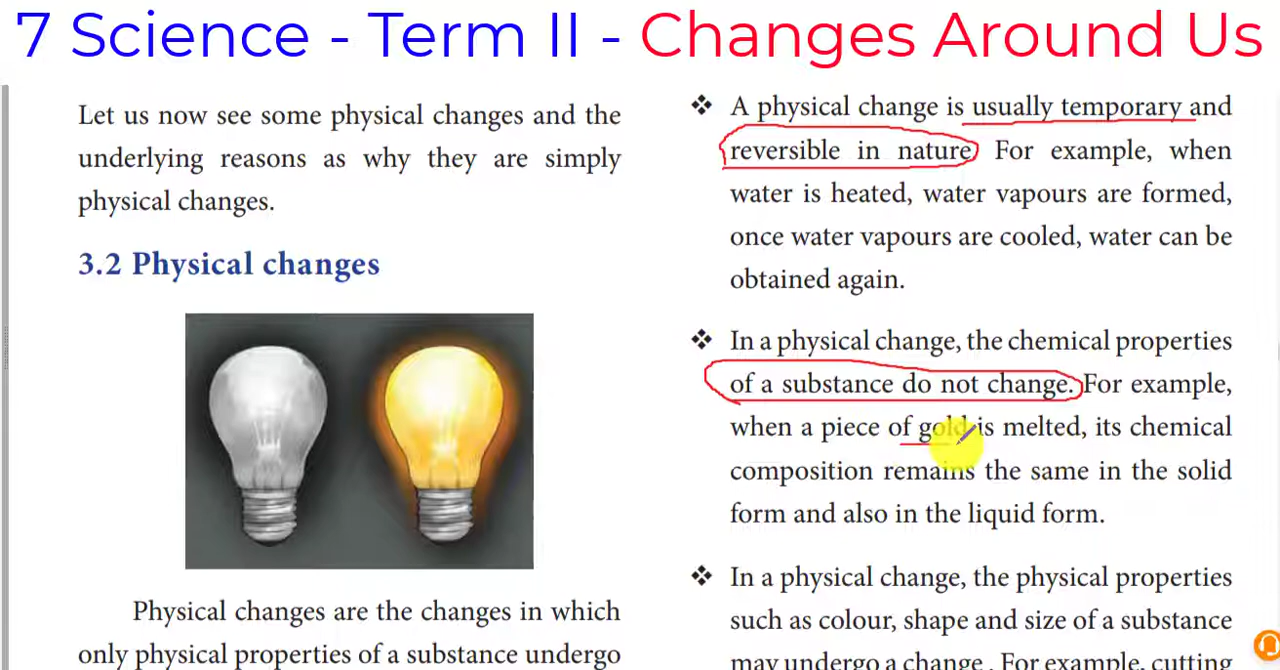 7 Science - Term II - Changes Around Us
Let us now see some physical changes and the
underlying reasons as why they are simply
physical changes.
3.2 Physical changes
Physical changes are the changes in which
only physical properties of a substance undergo
❖ A physical change is usually temporary and
reversible in nature. For example, when
water is heated, water vapours are formed,
once water vapours are cooled, water can be
obtained again.
❖ In a physical change, the chemical properties
of a substance do not change. For example,
when a piece of gold is melted, its chemical
composition remains the same in the solid
form and also in the liquid form.
❖ In a physical change, the physical properties
such as colour, shape and size of a substance
may undergo a change. For example, cutting